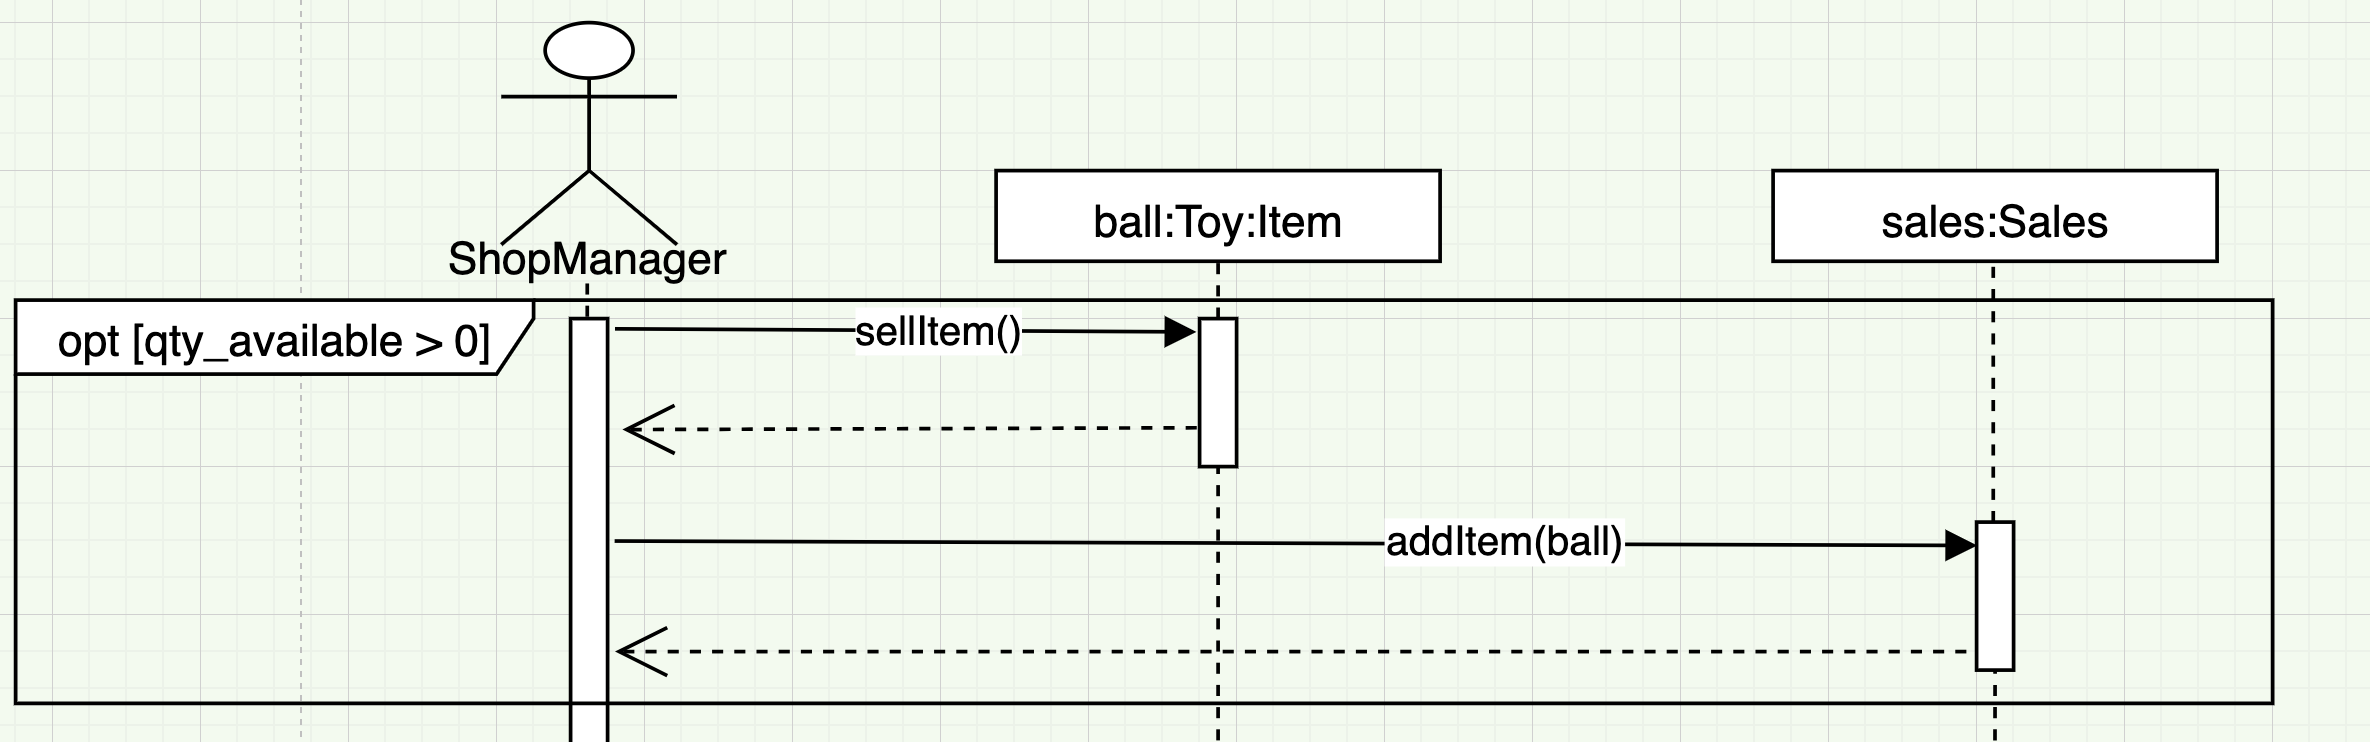 ShopManager
ball:Toy:Item
sales:Sales
opt [qty_available > 0]
sellItem()
addItem(ball)